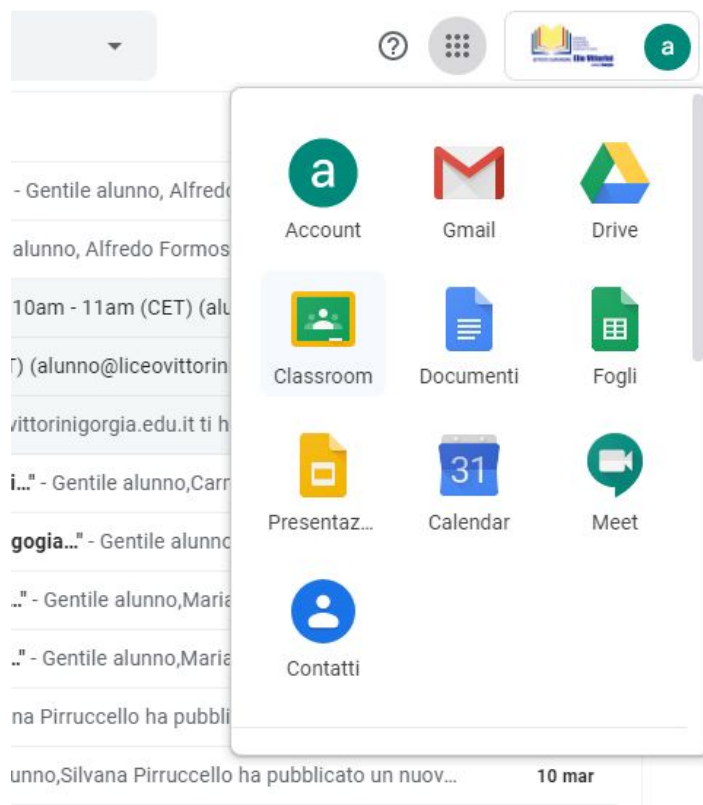 a
Elio Vittorini
a
Account
Gmail
Drive
Classroom
Documenti
Fogli
Presentaz...
31
Calendar
Meet
Contatti
- Gentile alunno, Alfredo
alunno, Alfredo Formos
10am - 11am (CET) (alu
T) (alunno@liceovittorin
vittorinigorgia.edu.it ti h
i..." - Gentile alunno,Carr
gogia..." - Gentile alunno
..." - Gentile alunno,Maria
..." - Gentile alunno,Maria
na Pirruccello ha pubbli
unno,Silvana Pirruccello ha pubblicato un nuov... 10 mar